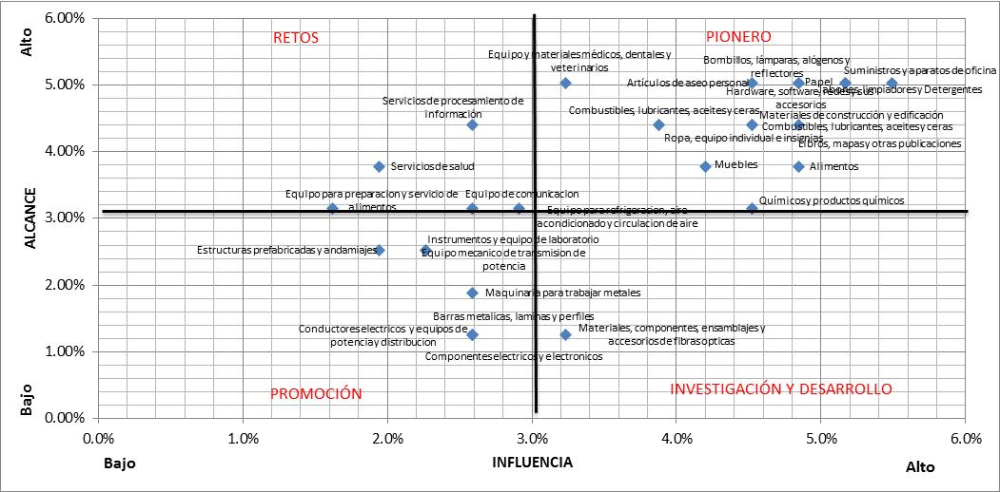 6.00%
Alto
RETOS
PIONERO
Equipo y materiales médicos, dentales y
veterinarios
Bombillos, lámparas, alógenos y
reflectores
Suministros y aparatos de oficina
5.00%
Artículos de aseo personal
Papel
Jabones, limpiadores y Detergentes
Hardware, software, redes y sus
accesorios
Servicios de procesamiento de
información
Combustibles, lubricantes, aceites y ceras
Materiales de construcción y edificación
Combustibles, lubricantes, aceites y ceras
Ropa, equipo individual e insignias
Libros, mapas y otras publicaciones
4.00%
Servicios de salud
Muebles
Alimentos
ALCANCE
Equipo para preparacion y servicio de
alimentos
Equipo de comunicacion
Químicos y productos químicos
3.00%
Equipo para refrigeracion, aire
acondicionado y circulacion de aire
Instrumentos y equipo de laboratorio
Estructuras prefabricadas y andamiajes
Equipo mecanico de transmision de
potencia
2.00%
Maquinaria para trabajar metales
Barras metalicas, laminas y perfiles
Conductores electricos y equipos de
potencia y distribucion
Materiales, componentes, ensamblajes y
accesorios de fibras opticas
1.00%
Componentes electricos y electronicos
Bajo
PROMOCIÓN
INVESTIGACIÓN Y DESARROLLO
0.00%
0.0%
1.0%
2.0%
3.0%
4.0%
5.0%
6.0%
Bajo
INFLUENCIA
Alto